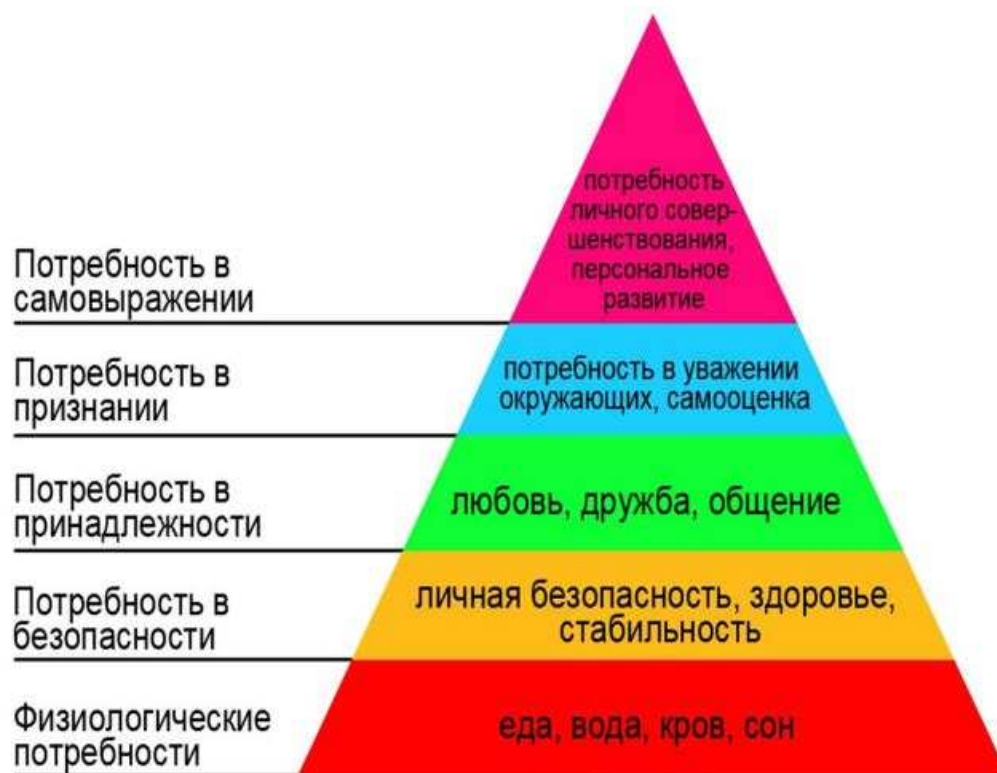 потребность
личного совер-
шенствования,
персональное
развитие
Потребность в
самовыражении
потребность в уважении
окружающих, самооценка
Потребность в
признании
любовь, дружба, общение
Потребность в
принадлежности
личная безопасность, здоровье,
стабильность
Потребность в
безопасности
еда, вода, кров, сон
Физиологические
потребности